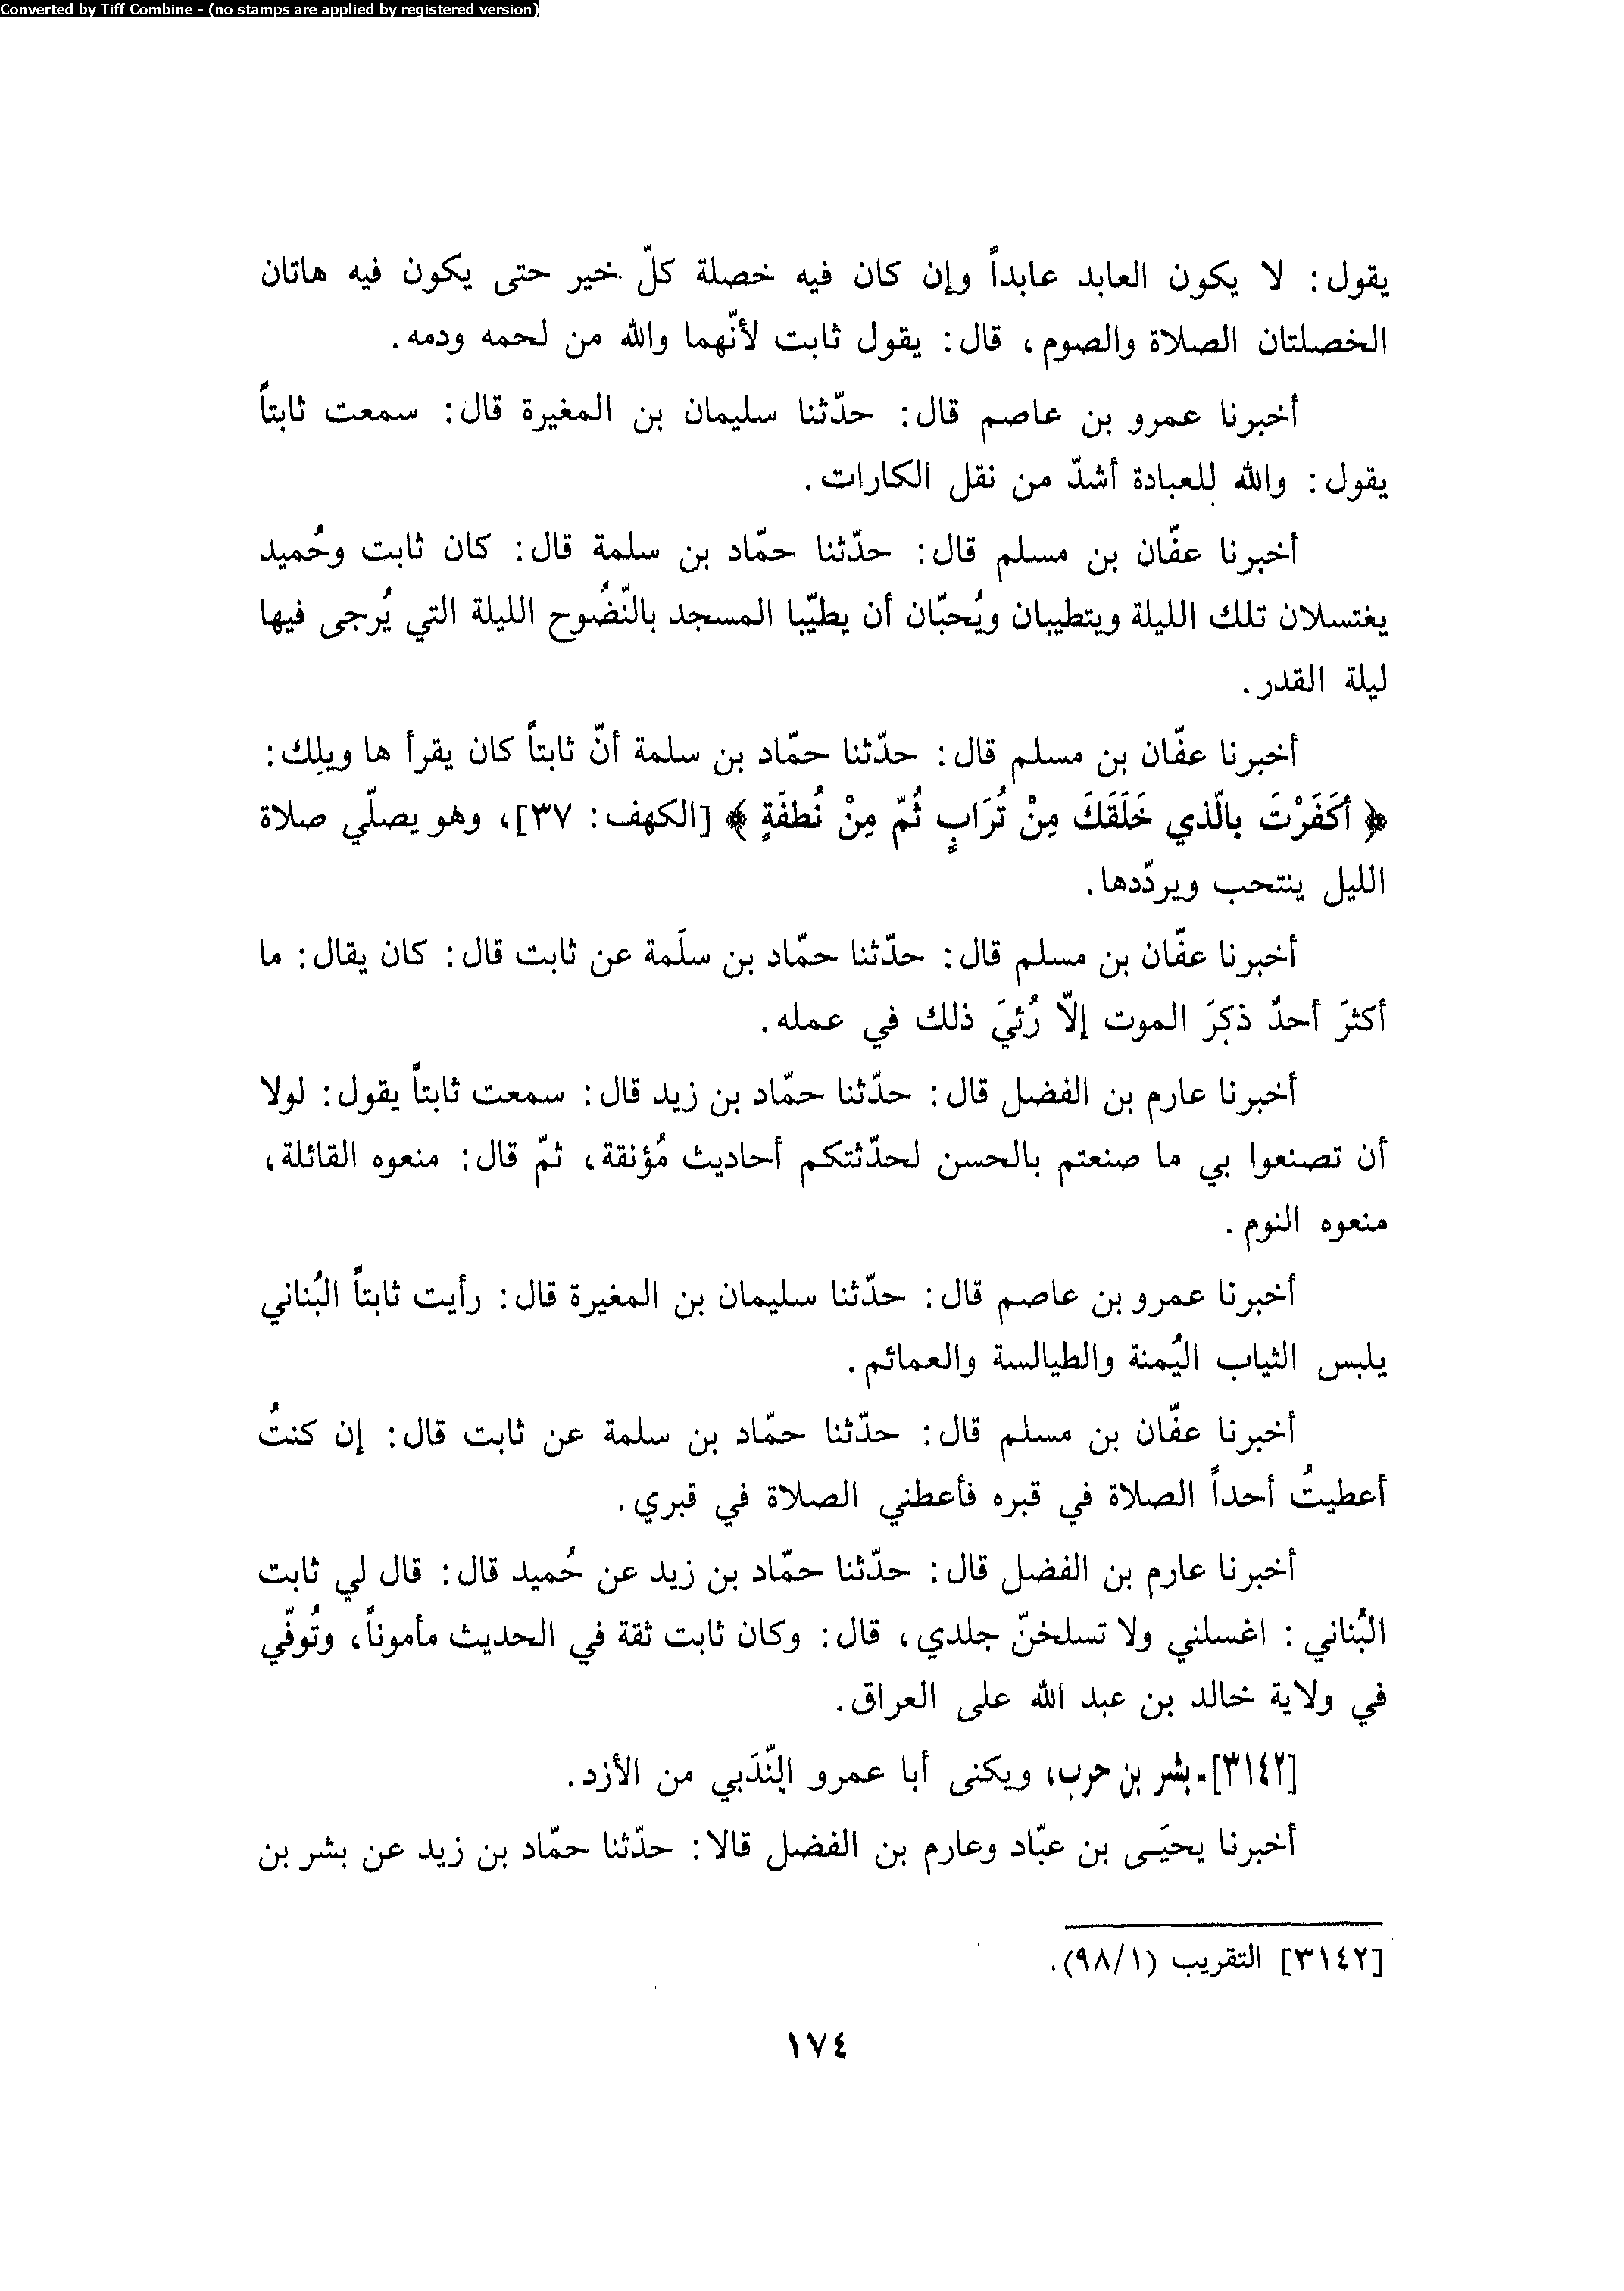 Converted by Tiff Combine - (no stamps are applied by registered version)
يقول: لا يكون العابد عابداً وإن كان فيه خصلة كلّ خير حتى يكون فيه هاتان
الخصلتان الصلاة والصوم، قال: يقول ثابت لأنّهما والله من لحمه ودمه.
أخبرنا عمرو بن عاصم قال: حدّثنا سليمان بن المغيرة قال: سمعت ثابتاً
يقول: والله للعبادة أشدّ من نقل الكارات.
أخبرنا عفّان بن مسلم قال: حدّثنا حمّاد بن سلمة قال: كان ثابت وحُميد
يغتسلان تلك الليلة ويتطيبان ويُحبّان أن يطيّبا المسجد بالنّضُوح الليلة التي يُرجى فيها
ليلة القدر.
أخبرنا عفّان بن مسلم قال: حدّثنا حمّاد بن سلمة أنّ ثابتاً كان يقرأ ها ويلك:
﴿أكَفَرْتَ بالّذي خَلَقَكَ مِنْ تُرَابٍ ثُمّ مِنْ نُطفَةٍ﴾ [الكهف: ٣٧]، وهو يصلّي صلاة
الليل ينتحب ويردّدها.
أخبرنا عفّان بن مسلم قال: حدّثنا حمّاد بن سلَمة عن ثابت قال: كان يقال: ما
أكثرَ أحدٌ ذكِرَ الموت إلاّ رُئيَ ذلك في عمله.
أخبرنا عارم بن الفضل قال: حدّثنا حمّاد بن زيد قال: سمعت ثابتاً يقول: لولا
أن تصنعوا بي ما صنعتم بالحسن لحدّثتكم أحاديث مُؤنقة، ثمّ قال: منعوه القائلة،
منعوه النوم.
أخبرنا عمرو بن عاصم قال: حدّثنا سليمان بن المغيرة قال: رأيت ثابتاً البُناني
يلبس الثياب اليُمنة والطيالسة والعمائم.
أخبرنا عفّان بن مسلم قال: حدّثنا حمّاد بن سلمة عن ثابت قال: إن كنتُ
أعطيتُ أحداً الصلاة في قبره فأعطني الصلاة في قبري.
أخبرنا عارم بن الفضل قال: حدّثنا حمّاد بن زيد عن حُميد قال: قال لي ثابت
البُناني: اغسلني ولا تسلخنّ جلدي، قال: وكان ثابت ثقة في الحديث مأموناً، وتُوفّي
في ولاية خالد بن عبد الله على العراق.
[٣١٤٢]ـ بشر بن حرب، ويكنى أبا عمرو النّدَبي من الأزد.
أخبرنا يحيَـى بن عبّاد وعارم بن الفضل قالا: حدّثنا حمّاد بن زيد عن بشر بن
[٣١٤٢] التقريب (٩٨/١).
١٧٤